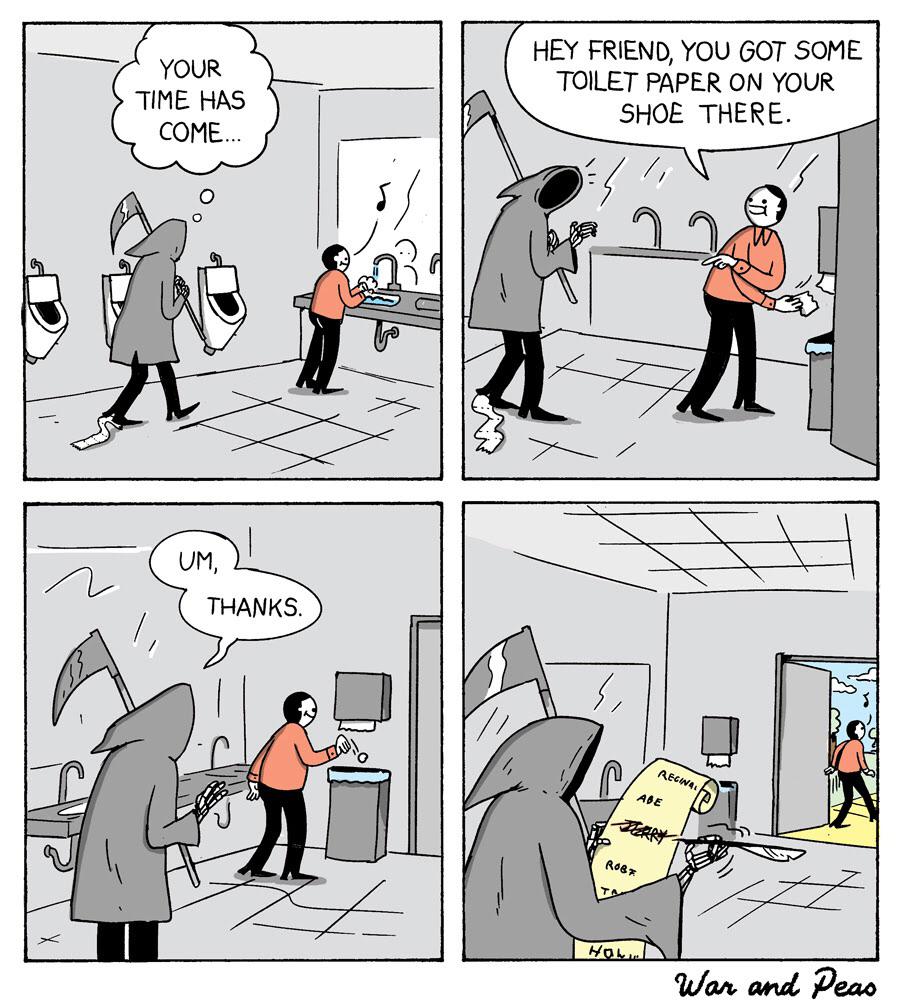 YOUR
TIME HAS
COME...
HEY FRIEND, YOU GOT SOME
TOILET PAPER ON YOUR
SHOE THERE.
UM,
THANKS.
ABE
JERRY
War and Peas